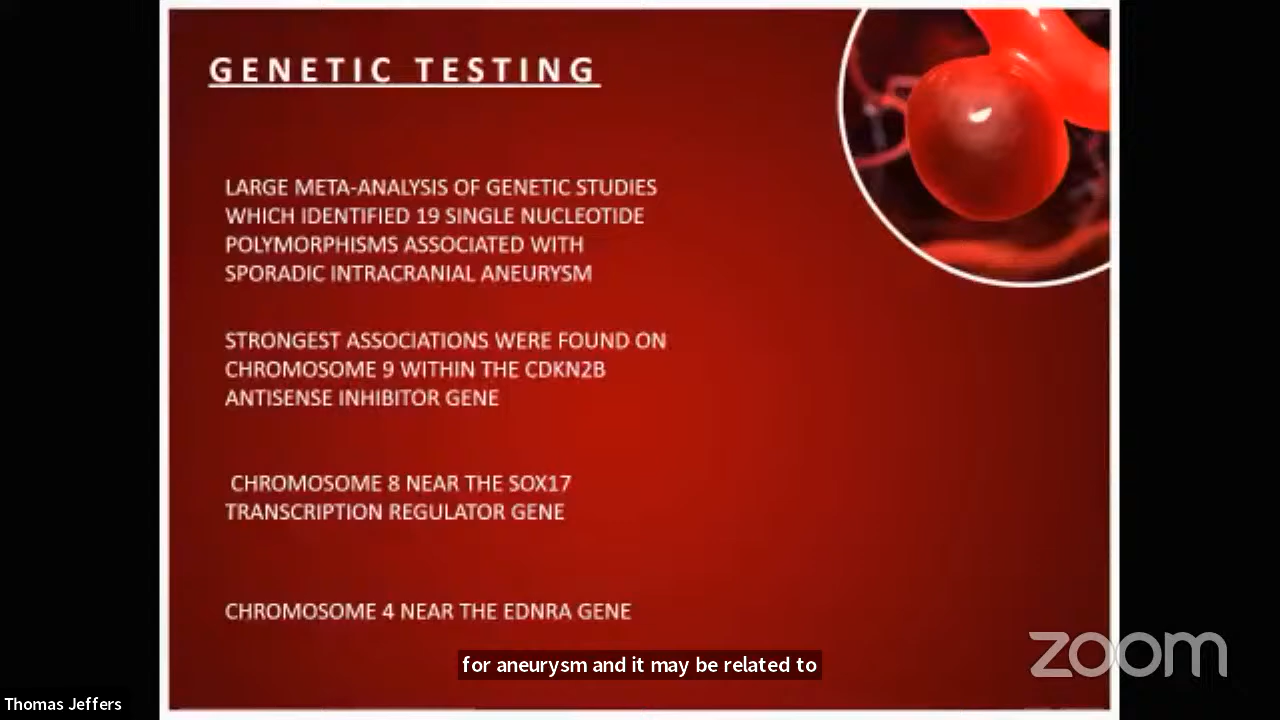 GENETIC TESTING
LARGE META-ANALYSIS OF GENETIC STUDIES
WHICH IDENTIFIED 19 SINGLE NUCLEOTIDE
POLYMORPHISMS ASSOCIATED WITH
SPORADIC INTRACRANIAL ANEURYSM
STRONGEST ASSOCIATIONS WERE FOUND ON
CHROMOSOME 9 WITHIN THE CDKN2B
ANTISENSE INHIBITOR GENE
CHROMOSOME 8 NEAR THE SOX17
TRANSCRIPTION REGULATOR GENE
CHROMOSOME 4 NEAR THE EDNRA GENE
for aneurysm and it may be related to
zoom
Thomas Jeffers